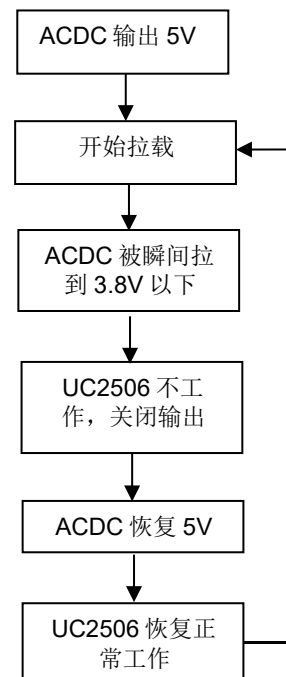 ACDC 输出 5V
开始拉载
ACDC 被瞬间拉
到 3.8V 以下
UC2506 不工
作，关闭输出
ACDC 恢复 5V
UC2506 恢复正
常工作